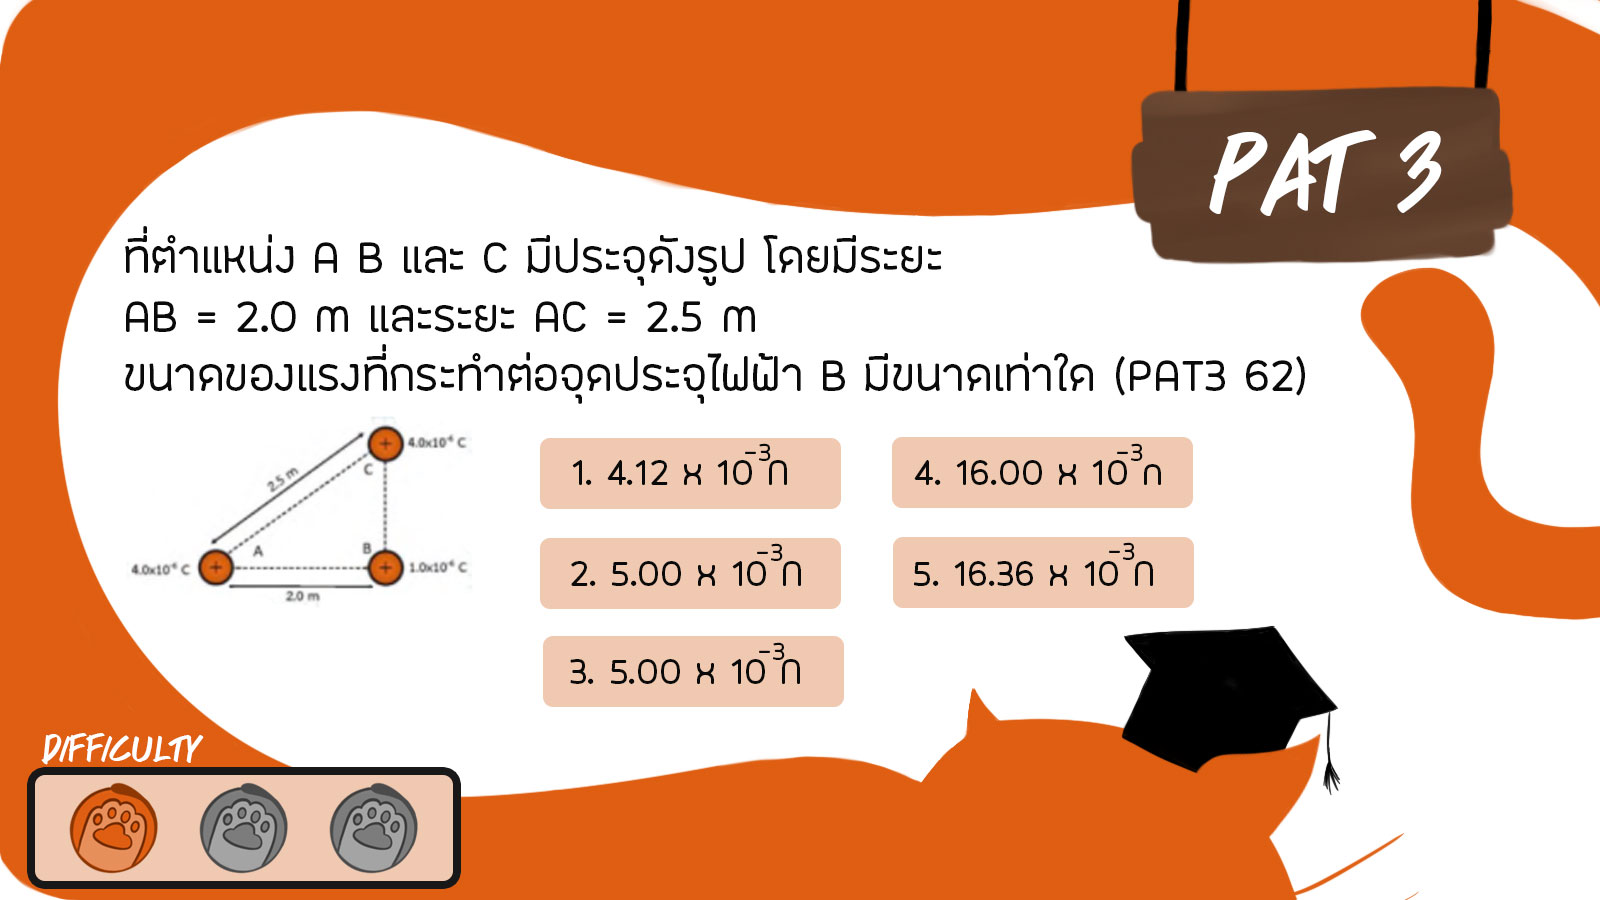 PAT 3
ที่ตำแหน่ง A B และ C มีประจุดังรูป โดยมีระยะ
AB = 2.0 m และระยะ AC = 2.5 m
ขนาดของแรงที่กระทำต่อจุดประจุไฟฟ้า B มีขนาดเท่าใด (PAT3 62)
4.0x10⁻⁶ C
C
2.5 m
A
B
4.0x10⁻⁶ C
1.0x10⁻⁶ C
2.0 m
1. 4.12 x 10⁻³ n
2. 5.00 x 10⁻³ n
3. 5.00 x 10⁻³ n
4. 16.00 x 10⁻³ n
5. 16.36 x 10⁻³ n
DIFFICULTY